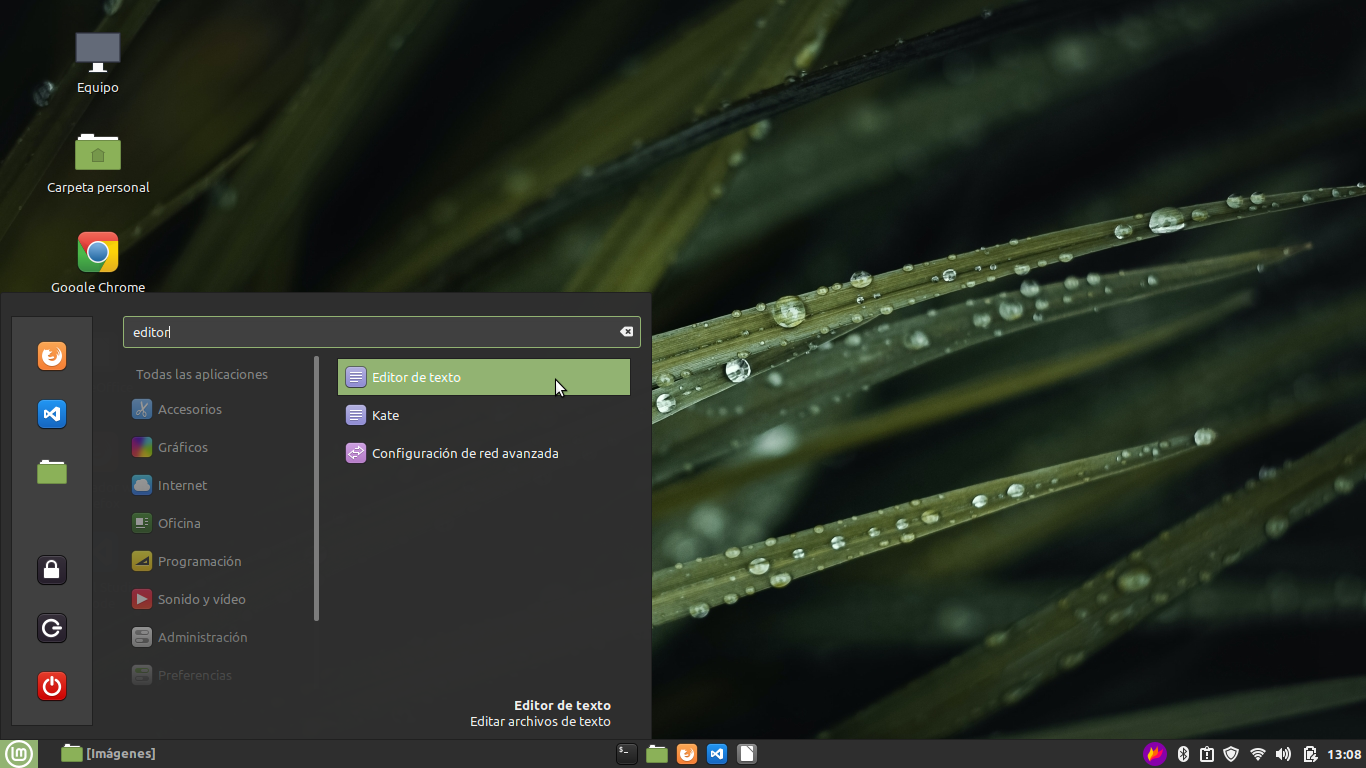 Equipo
Carpeta personal
Google Chrome
editor
Todas las aplicaciones
Accesorios
Gráficos
Internet
Oficina
Programación
Sonido y vídeo
Administración
Preferencias
Editor de texto
Kate
Configuración de red avanzada
Editor de texto
Editar archivos de texto
[Imágenes]
13:08